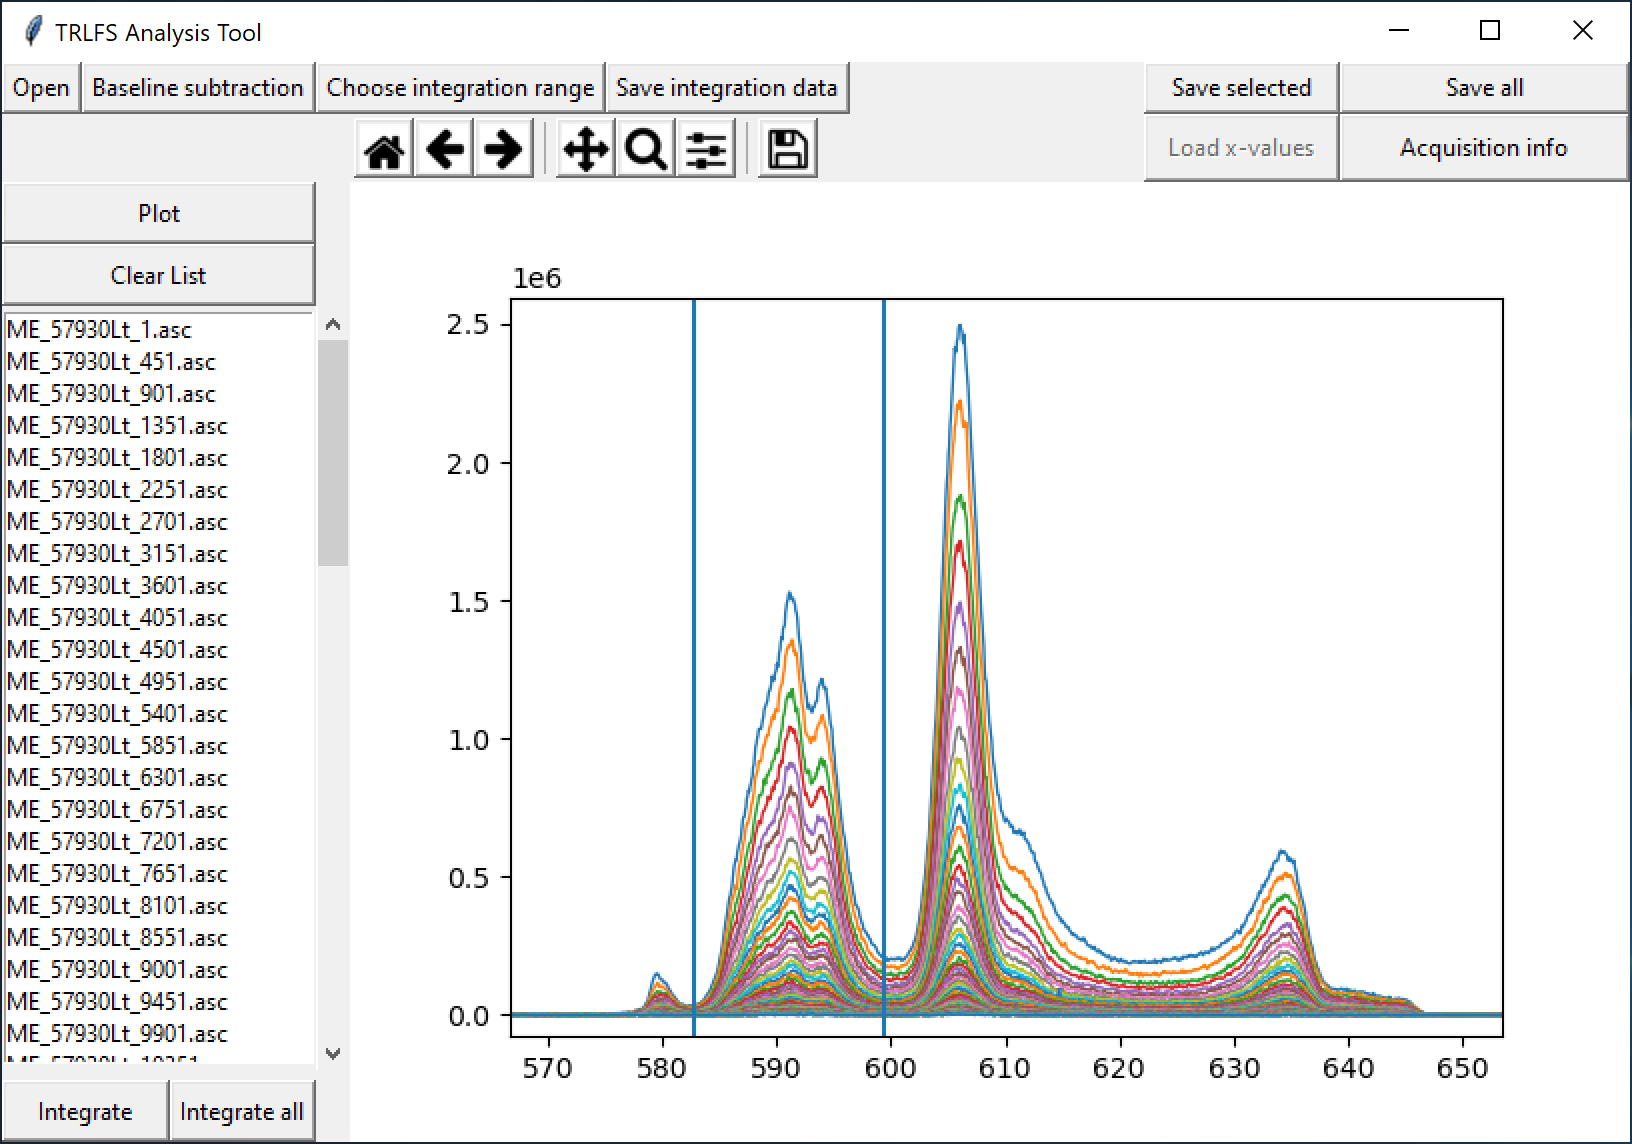 TRLFS Analysis Tool
Open Baseline subtraction Choose integration range Save integration data Save selected Save all
Load x-values Acquisition info
Plot
Clear List
ME_57930Lt_1.asc
ME_57930Lt_451.asc
ME_57930Lt_901.asc
ME_57930Lt_1351.asc
ME_57930Lt_1801.asc
ME_57930Lt_2251.asc
ME_57930Lt_2701.asc
ME_57930Lt_3151.asc
ME_57930Lt_3601.asc
ME_57930Lt_4051.asc
ME_57930Lt_4501.asc
ME_57930Lt_4951.asc
ME_57930Lt_5401.asc
ME_57930Lt_5851.asc
ME_57930Lt_6301.asc
ME_57930Lt_6751.asc
ME_57930Lt_7201.asc
ME_57930Lt_7651.asc
ME_57930Lt_8101.asc
ME_57930Lt_8551.asc
ME_57930Lt_9001.asc
ME_57930Lt_9451.asc
ME_57930Lt_9901.asc
Integrate Integrate all
1e6
2.5
2.0
1.5
1.0
0.5
0.0
570 580 590 600 610 620 630 640 650